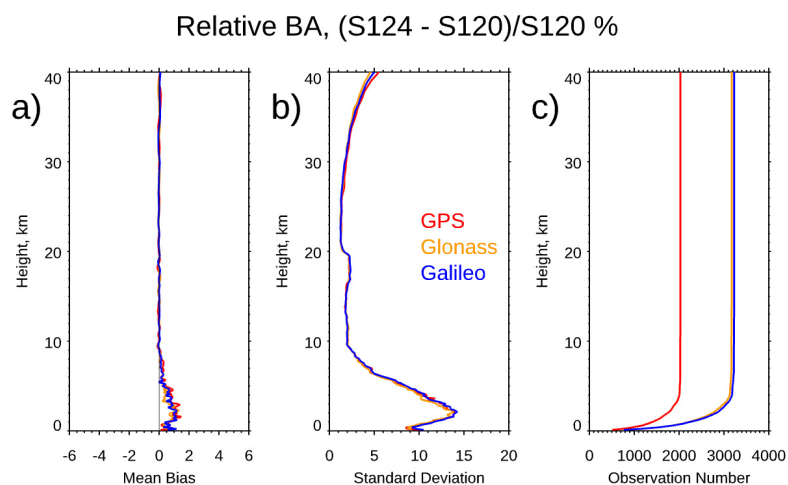 Relative BA, (S124 - S120)/S120 %
a)
b)
c)
40
30
20
10
0
Height, km
-6 -4 -2 0 2 4 6
Mean Bias
40
30
20
10
0
Height, km
0 5 10 15 20
Standard Deviation
GPS
Glonass
Galileo
40
30
20
10
0
Height, km
0 1000 2000 3000 4000
Observation Number